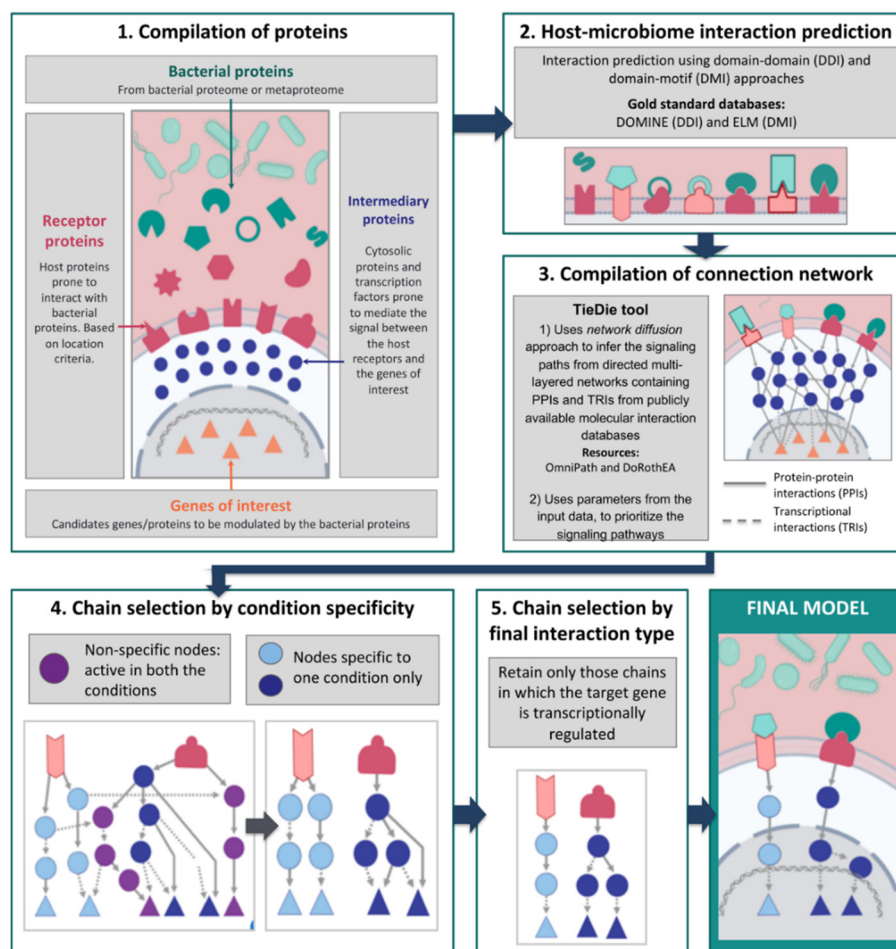 1. Compilation of proteins
Bacterial proteins
From bacterial proteome or metaproteome
Receptor
proteins
Host proteins
prone to
interact with
bacterial
proteins. Based
on location
criteria.
Intermediary
proteins
Cytosolic
proteins and
transcription
factors prone
to mediate the
signal between
the host
receptors and
the genes of
interest
Genes of interest
Candidates genes/proteins to be modulated by the bacterial proteins
2. Host-microbiome interaction prediction
Interaction prediction using domain-domain (DDI) and
domain-motif (DMI) approaches
Gold standard databases:
DOMINE (DDI) and ELM (DMI)
3. Compilation of connection network
TieDie tool
1) Uses network diffusion
approach to infer the signaling
paths from directed multi-
layered networks containing
PPIs and TRIs from publicly
available molecular interaction
databases
Resources:
OmniPath and DoRothEA
2) Uses parameters from the
input data, to prioritize the
signaling pathways
Protein-protein
interactions (PPIs)
Transcriptional
interactions (TRIs)
4. Chain selection by condition specificity
Non-specific nodes:
active in both the
conditions
Nodes specific to
one condition only
5. Chain selection by
final interaction type
Retain only those chains
in which the target gene
is transcriptionally
regulated
FINAL MODEL